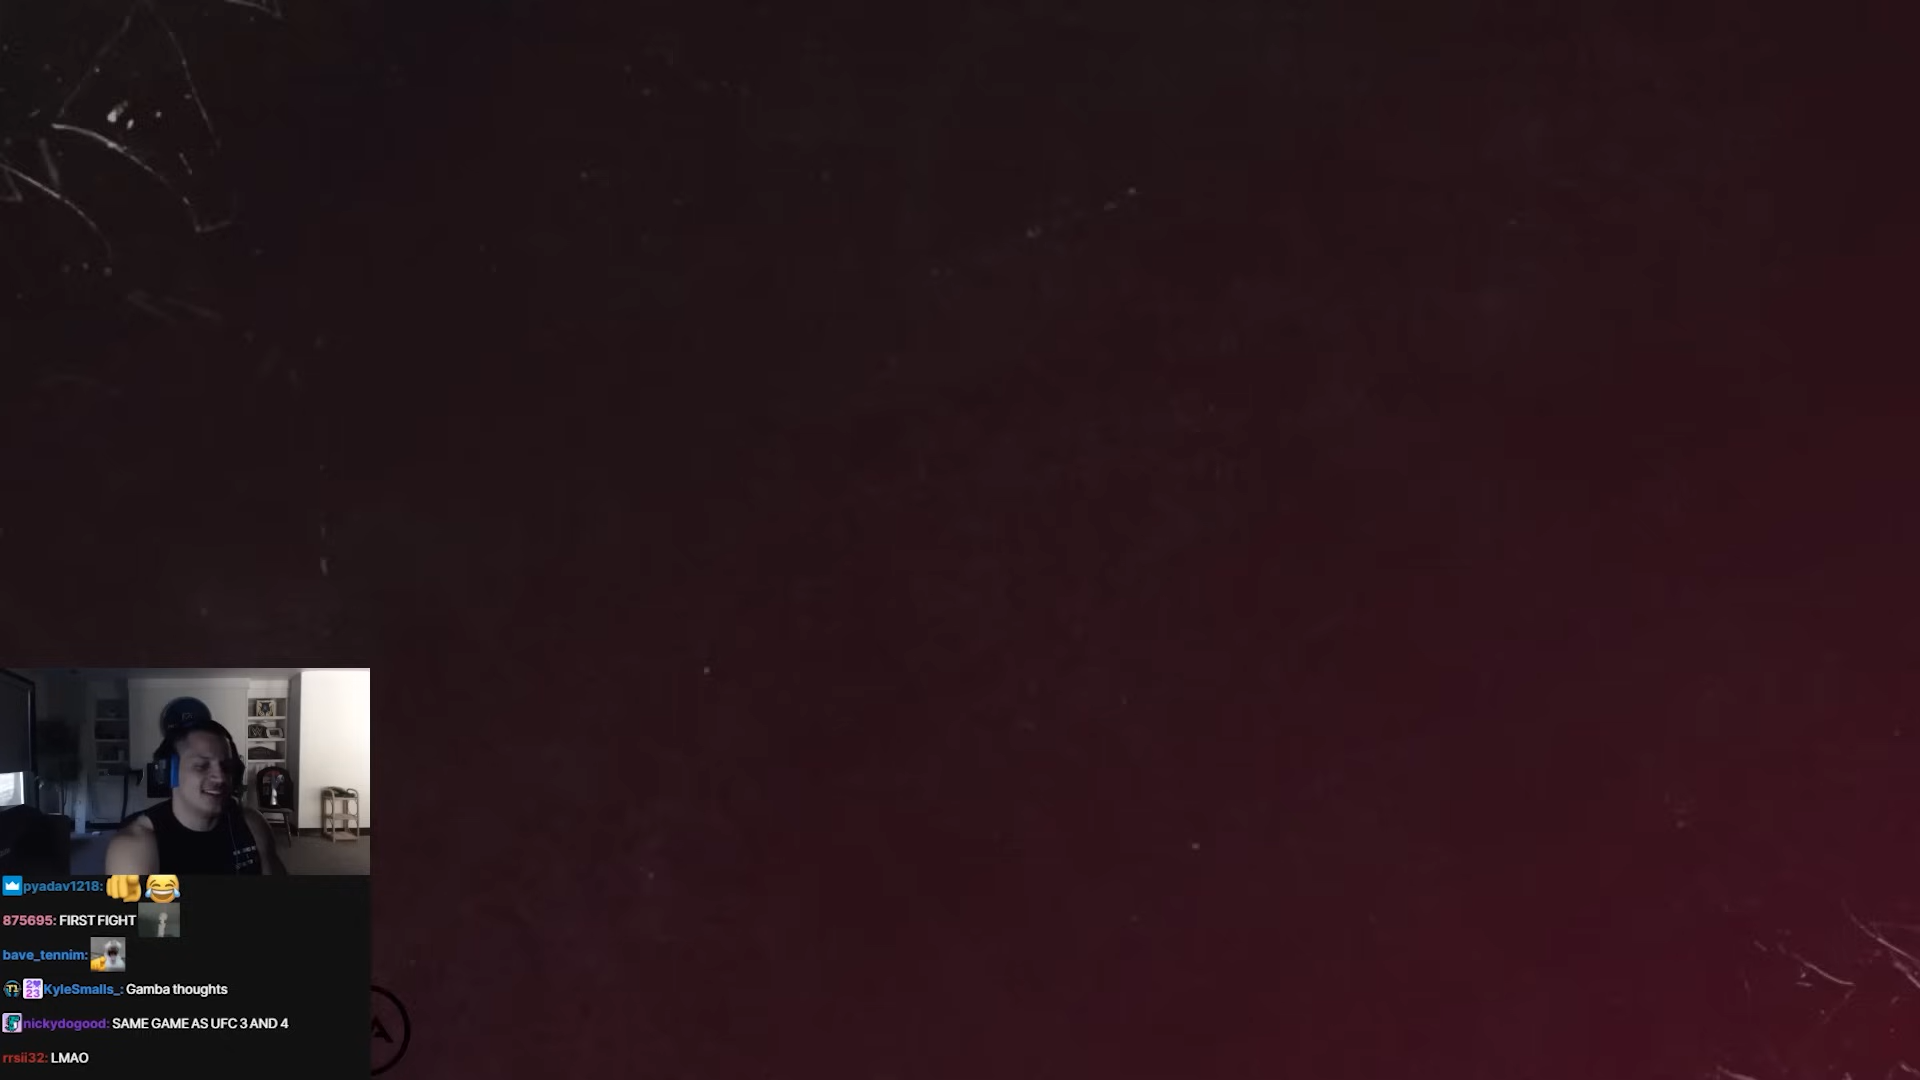 pyadav1218:
875695: FIRST FIGHT
bave_tennim:
KyleSmalls_: Gamba thoughts
nickydogood: SAME GAME AS UFC 3 AND 4
rrsii32: LMAO